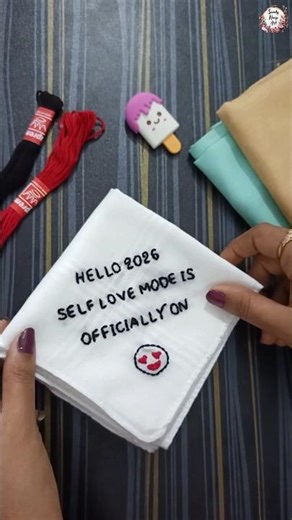 HELLO 2026
SELF LOVE MODE IS
OFFICIALLY ON